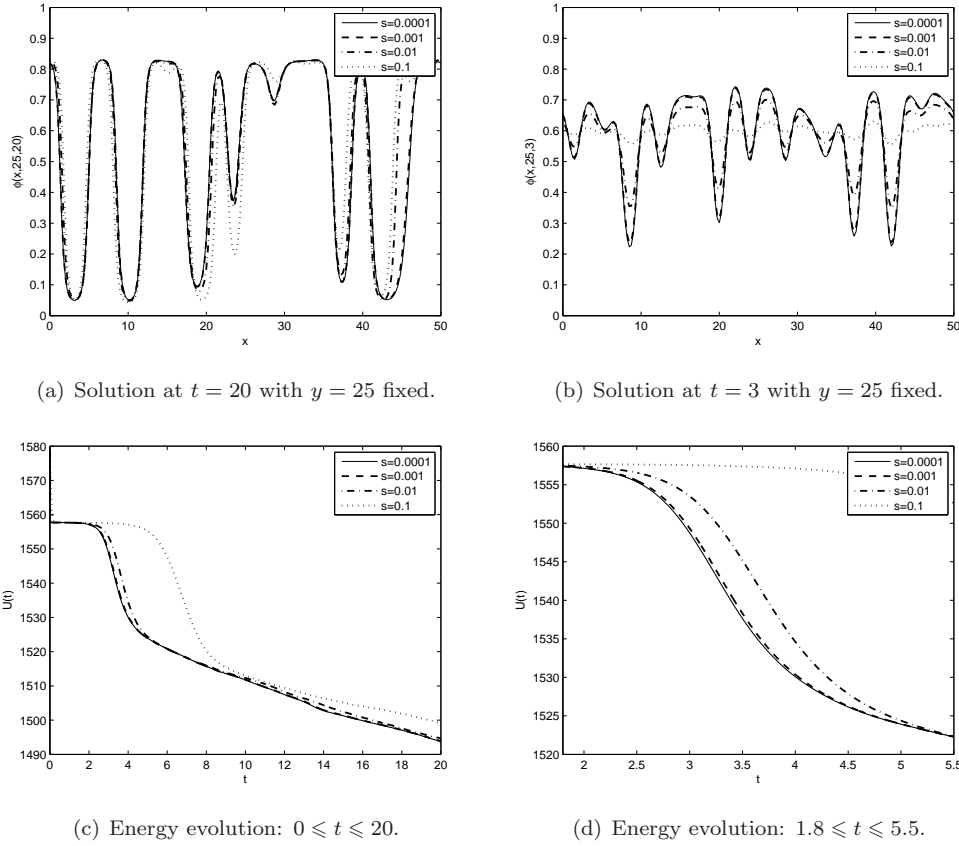 1
0.9
0.8
0.7
0.6
0.5
0.4
0.3
0.2
0.1
0
ϕ(x,25,20)
0 10 20 30 40 50
x
s=0.0001
s=0.001
s=0.01
s=0.1
(a) Solution at t = 20 with y = 25 fixed.
1
0.9
0.8
0.7
0.6
0.5
0.4
0.3
0.2
0.1
0
ϕ(x,25,3)
0 10 20 30 40 50
x
s=0.0001
s=0.001
s=0.01
s=0.1
(b) Solution at t = 3 with y = 25 fixed.
1580
1570
1560
1550
1540
1530
1520
1510
1500
1490
U(t)
0 2 4 6 8 10 12 14 16 18 20
t
s=0.0001
s=0.001
s=0.01
s=0.1
(c) Energy evolution: 0 ⩽ t ⩽ 20.
1560
1555
1550
1545
1540
1535
1530
1525
1520
U(t)
2 2.5 3 3.5 4 4.5 5 5.5
t
s=0.0001
s=0.001
s=0.01
s=0.1
(d) Energy evolution: 1.8 ⩽ t ⩽ 5.5.